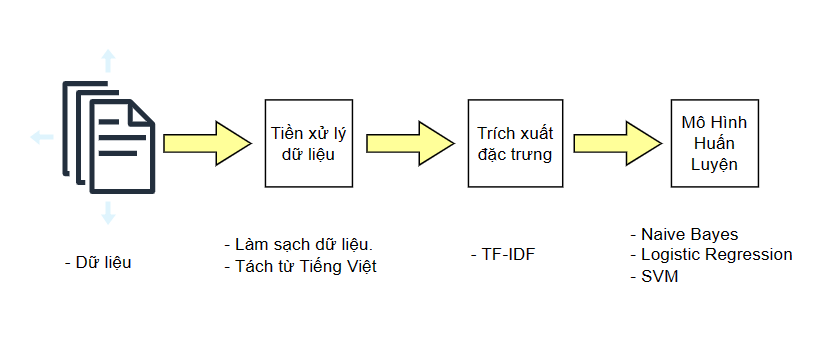 Tiền xử lý
dữ liệu
Trích xuất
đặc trưng
Mô Hình
Huấn
Luyện
- Dữ liệu
- Làm sạch dữ liệu.
- Tách từ Tiếng Việt
- TF-IDF
- Naive Bayes
- Logistic Regression
- SVM